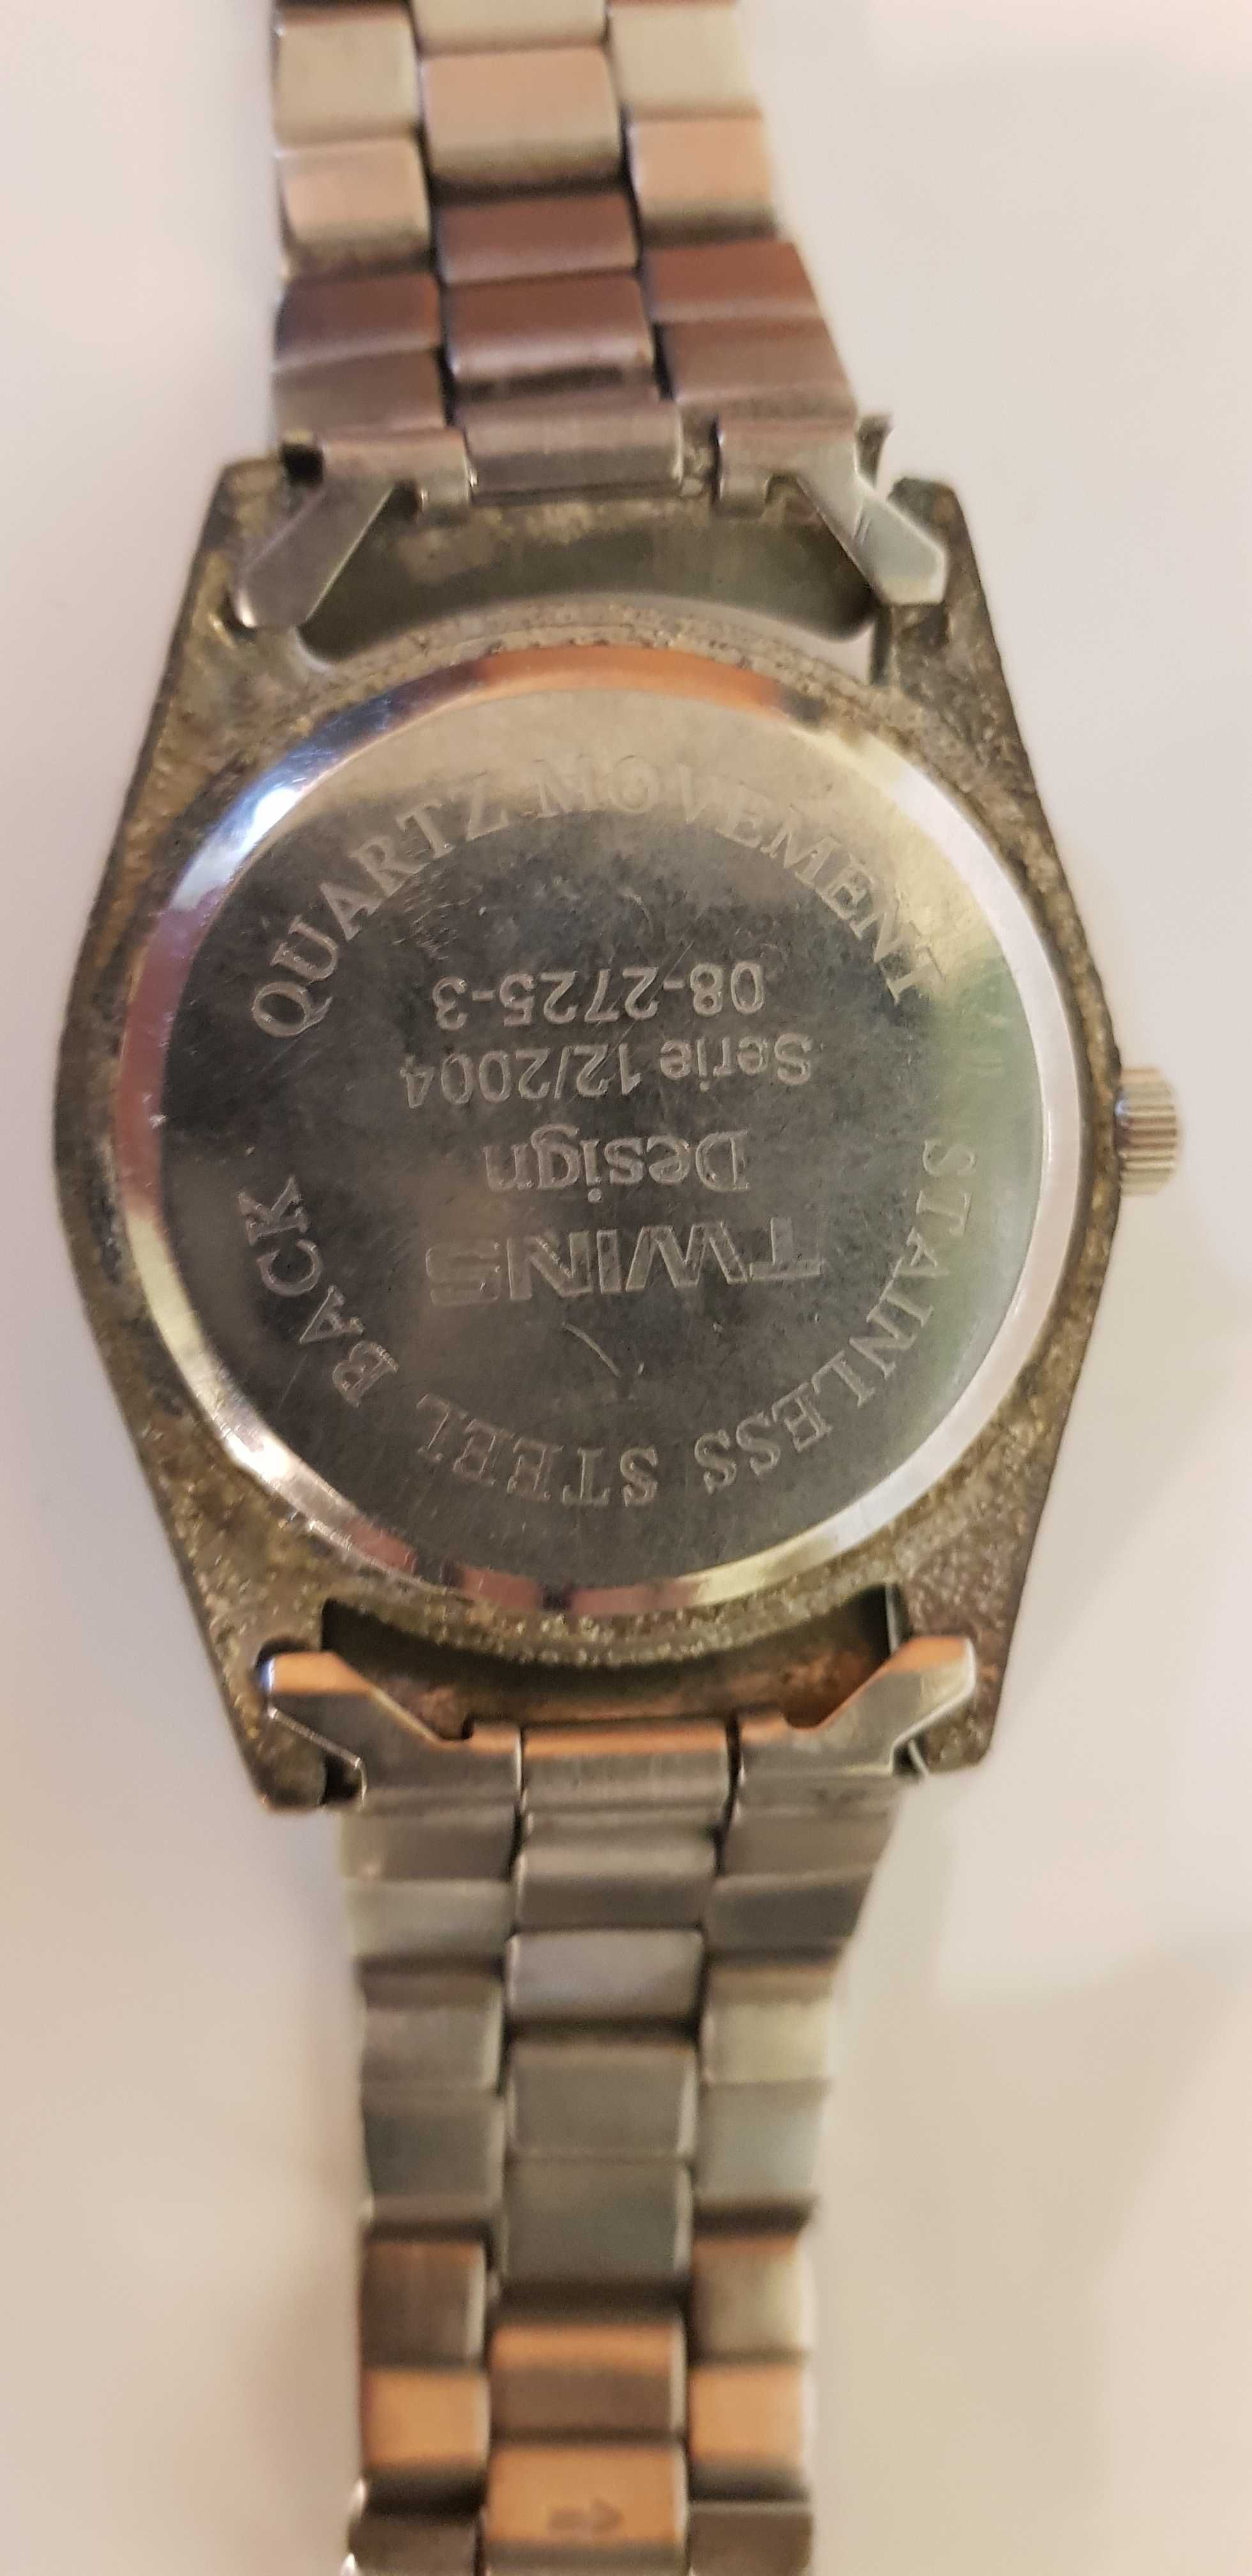 QUARTZ MOVEMENT
STAINLESS STEEL BACK
TWINS
Design
Serie 12/2004
08-2725-3